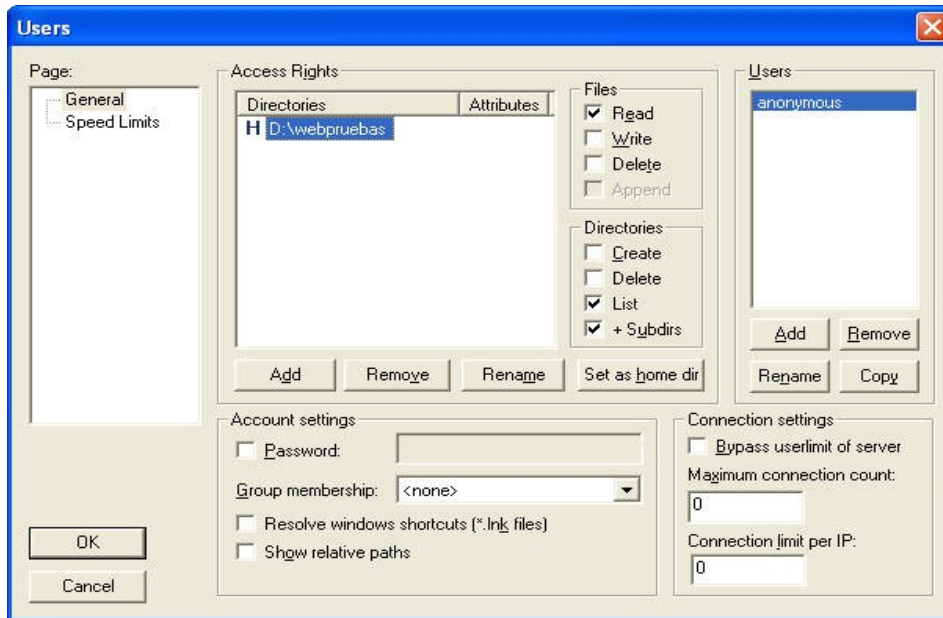 Users
Page:
General
Speed Limits
Access Rights
Directories Attributes
H D:\webpruebas
Files
Read
Write
Delete
Append
Directories
Create
Delete
List
+ Subdirs
Add Remove Rename Set as home dir
Users
anonymous
Add Remove
Rename Copy
Account settings
Password:
Group membership: <none>
Resolve windows shortcuts (*.lnk files)
Show relative paths
Connection settings
Bypass userlimit of server
Maximum connection count:
0
Connection limit per IP:
0
OK
Cancel